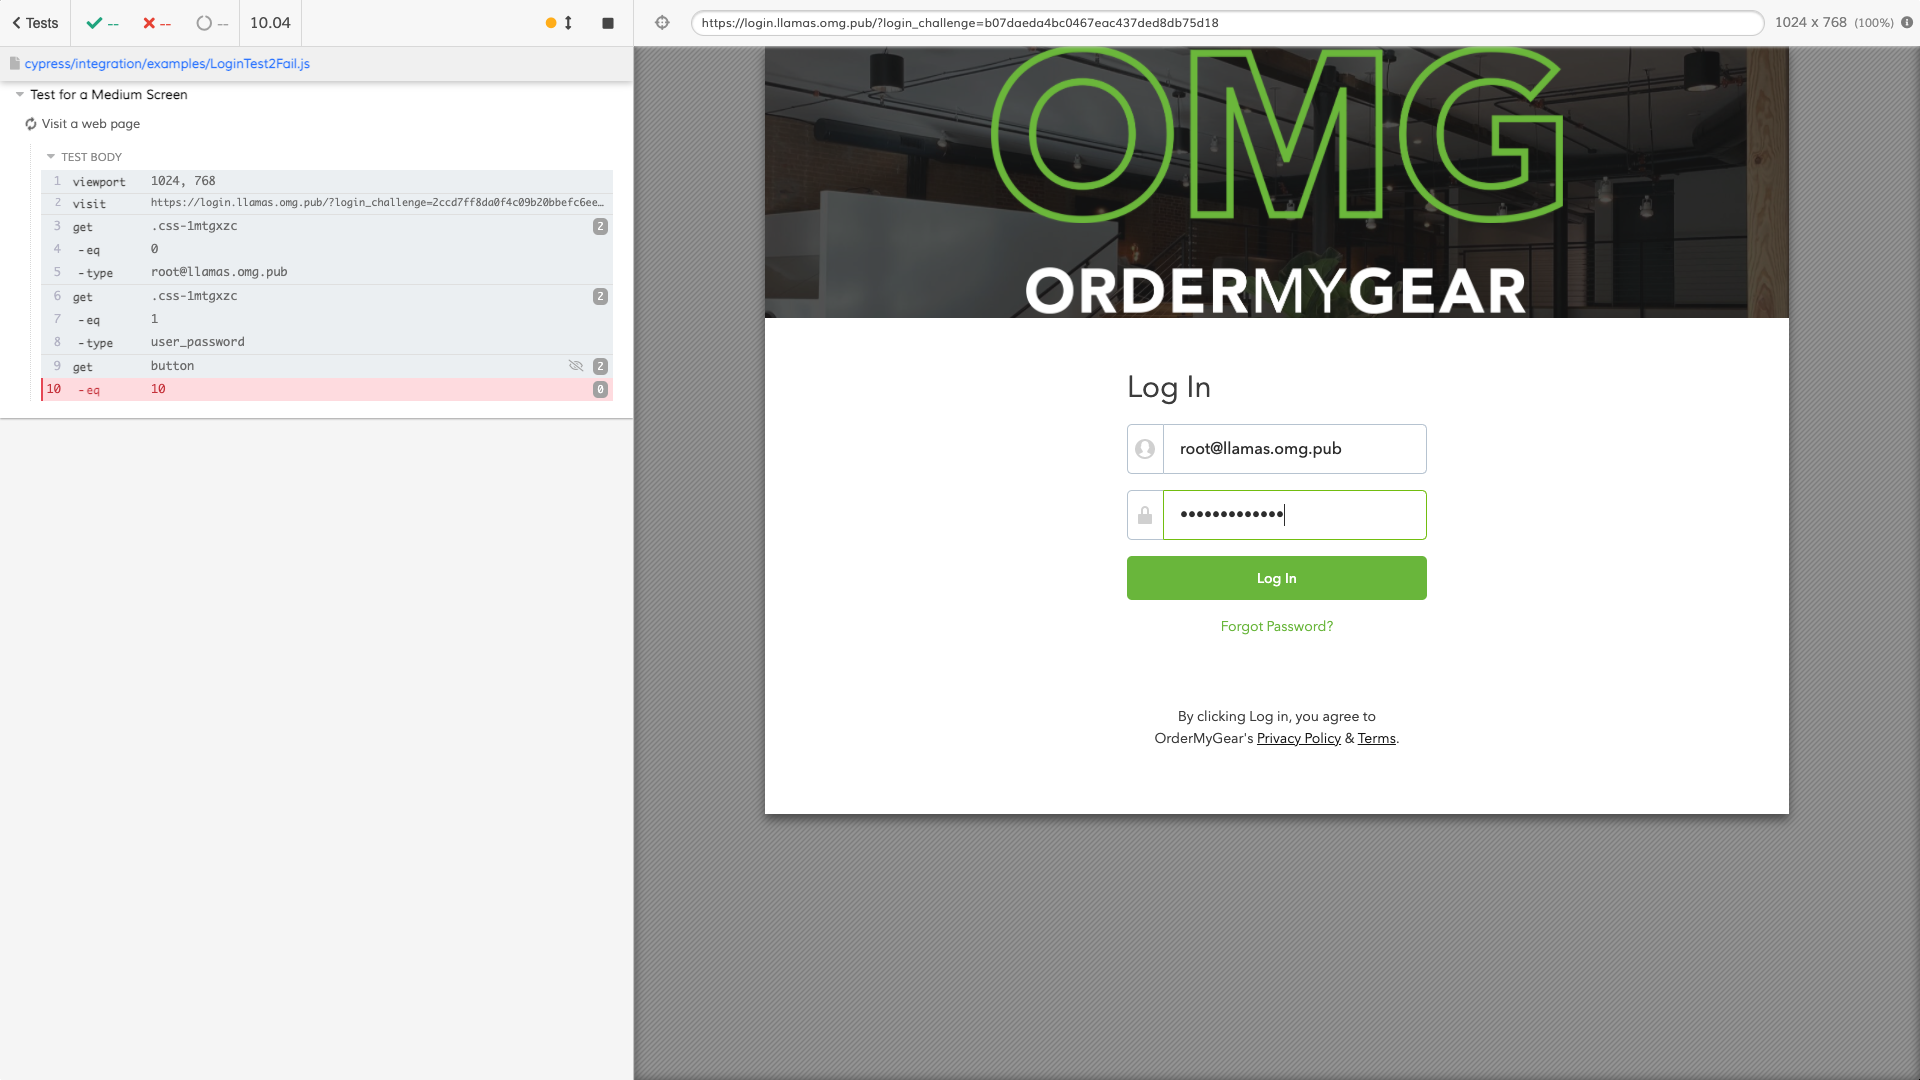 Tests
--
--
--
10.04
https://login.llamas.omg.pub/?login_challenge=b07daeda4bc0467eac437ded8db75d18
1024 x 768 (100%)
cypress/integration/examples/LoginTest2Fail.js
Test for a Medium Screen
Visit a web page
TEST BODY
1 viewport 1024, 768
2 visit https://login.llamas.omg.pub/?login_challenge=2ccd7ff8da0f4c09b20bbefc6ee…
3 get .css-1mtgxzc 2
4 -eq 0
5 -type root@llamas.omg.pub
6 get .css-1mtgxzc 2
7 -eq 1
8 -type user_password
9 get button 2
10 -eq 10 0
OMG
ORDERMYGEAR
Log In
root@llamas.omg.pub
•••••••••••••
Log In
Forgot Password?
By clicking Log in, you agree to
OrderMyGear's Privacy Policy & Terms.